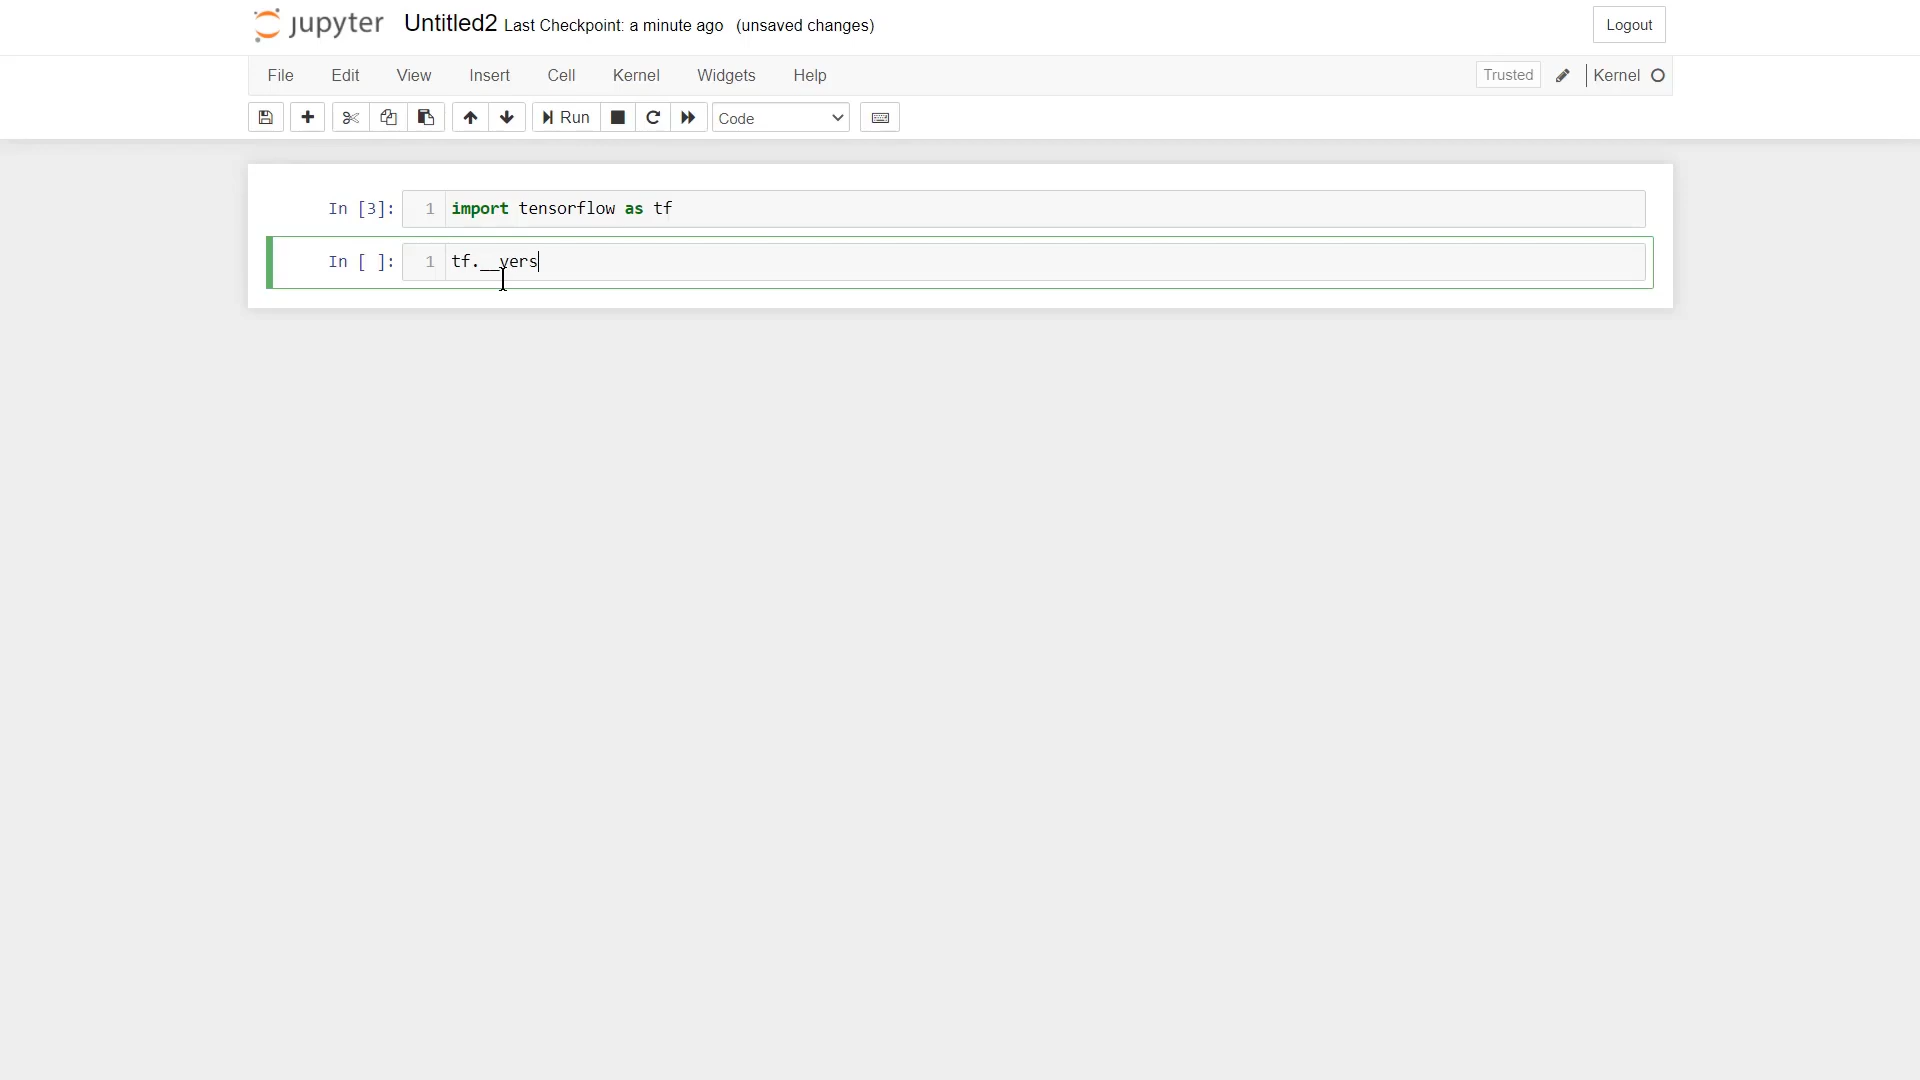 jupyter Untitled2 Last Checkpoint: a minute ago (unsaved changes) Logout
File Edit View Insert Cell Kernel Widgets Help Trusted Kernel
Run Code
In [3]: 1 import tensorflow as tf
In [ ]: 1 tf.__vers